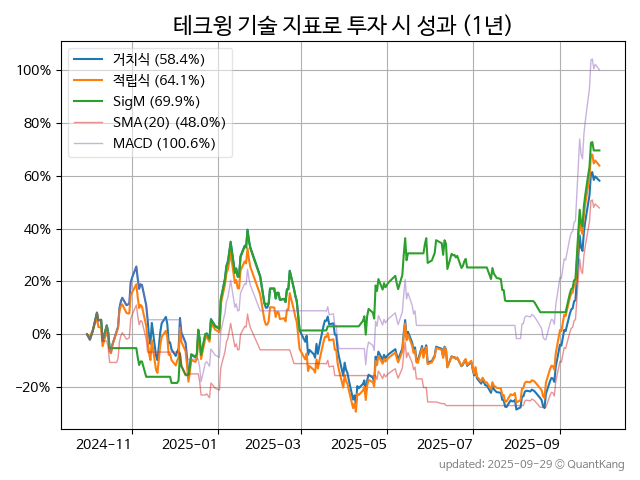 테크윙 기술 지표로 투자 시 성과 (1년)
거치식 (58.4%)
적립식 (64.1%)
SigM (69.9%)
SMA(20) (48.0%)
MACD (100.6%)
100%
80%
60%
40%
20%
0%
−20%
2024-11 2025-01 2025-03 2025-05 2025-07 2025-09
updated: 2025-09-29 © QuantKang